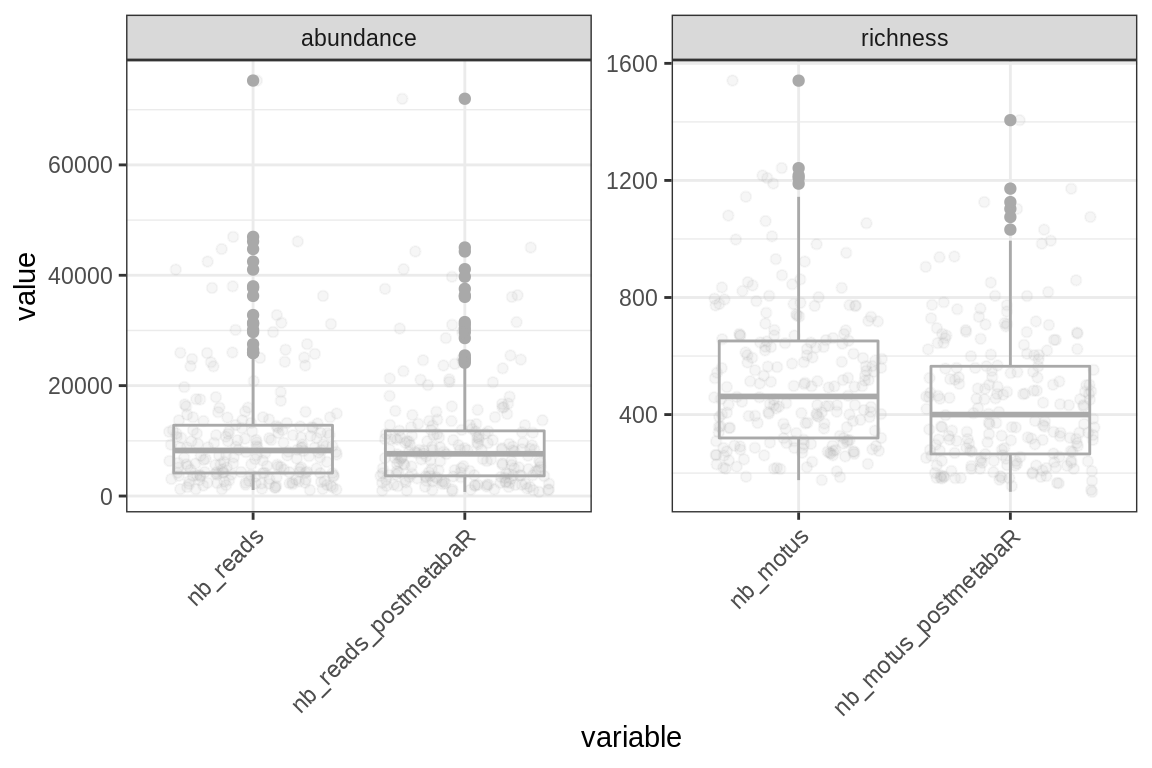 abundance
richness
value
60000
40000
20000
0
1600
1200
800
400
nb_reads
nb_reads_postmetabaR
nb_motus
nb_motus_postmetabaR
variable